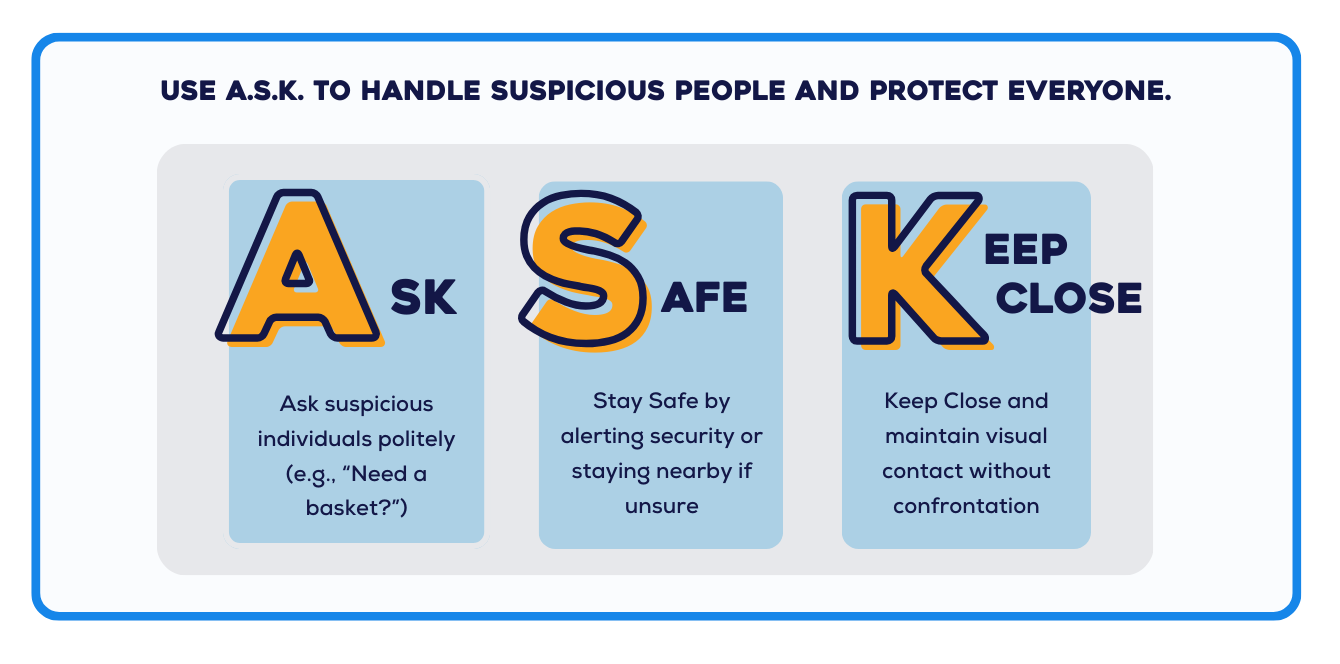 USE A.S.K. TO HANDLE SUSPICIOUS PEOPLE AND PROTECT EVERYONE.
ASK
Ask suspicious
individuals politely
(e.g., “Need a
basket?”)
SAFE
Stay Safe by
alerting security or
staying nearby if
unsure
KEEP
CLOSE
Keep Close and
maintain visual
contact without
confrontation